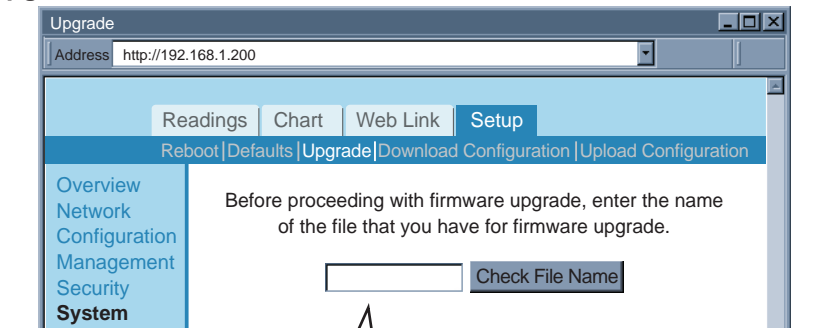 Upgrade
Address http://192.168.1.200
Readings Chart Web Link Setup
Reboot|Defaults|Upgrade|Download Configuration|Upload Configuration
Overview
Network
Configuration
Management
Security
System
Before proceeding with firmware upgrade, enter the name
of the file that you have for firmware upgrade.
Check File Name